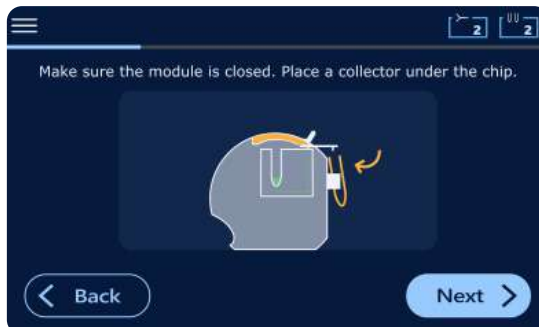 2 2
Make sure the module is closed. Place a collector under the chip.
Back Next